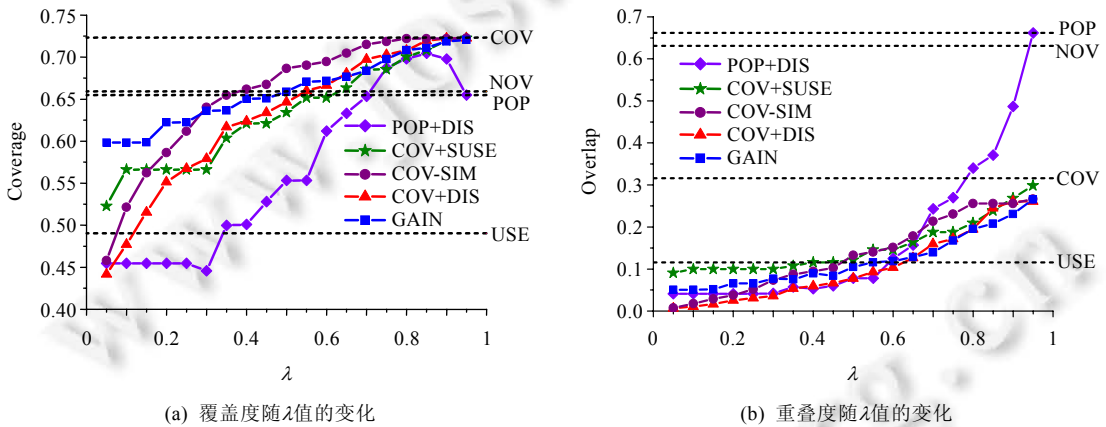 0.75
0.70
0.65
0.60
0.55
0.50
0.45
0.40
Coverage
COV
NOV
POP
USE
POP+DIS
COV+SUSE
COV-SIM
COV+DIS
GAIN
0 0.2 0.4 0.6 0.8 1
λ
(a) 覆盖度随λ值的变化
0.7
0.6
0.5
0.4
0.3
0.2
0.1
0.0
Overlap
POP
NOV
COV
USE
POP+DIS
COV+SUSE
COV-SIM
COV+DIS
GAIN
0 0.2 0.4 0.6 0.8 1
λ
(b) 重叠度随λ值的变化